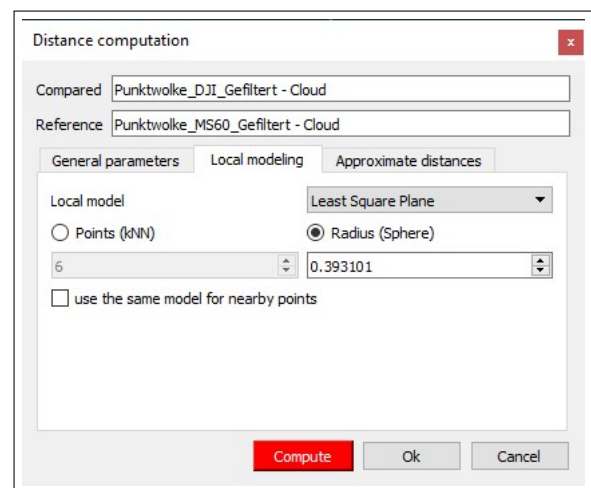 Distance computation
x
Compared Punktwolke_DJI_Gefiltert - Cloud
Reference Punktwolke_MS60_Gefiltert - Cloud
General parameters Local modeling Approximate distances
Local model Least Square Plane
Points (kNN) Radius (Sphere)
6 0.393101
use the same model for nearby points
Compute Ok Cancel